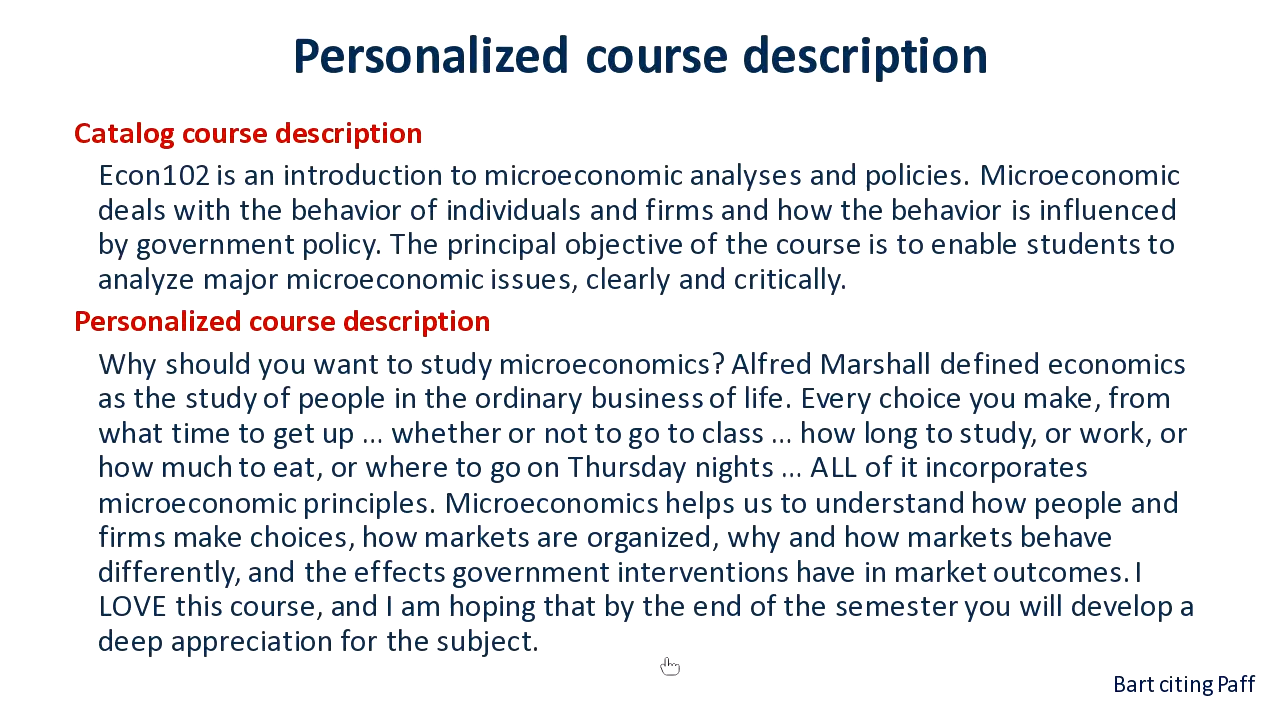 Personalized course description
Catalog course description
Econ102 is an introduction to microeconomic analyses and policies. Microeconomic
deals with the behavior of individuals and firms and how the behavior is influenced
by government policy. The principal objective of the course is to enable students to
analyze major microeconomic issues, clearly and critically.
Personalized course description
Why should you want to study microeconomics? Alfred Marshall defined economics
as the study of people in the ordinary business of life. Every choice you make, from
what time to get up ... whether or not to go to class ... how long to study, or work, or
how much to eat, or where to go on Thursday nights ... ALL of it incorporates
microeconomic principles. Microeconomics helps us to understand how people and
firms make choices, how markets are organized, why and how markets behave
differently, and the effects government interventions have in market outcomes. I
LOVE this course, and I am hoping that by the end of the semester you will develop a
deep appreciation for the subject.
Bart citing Paff